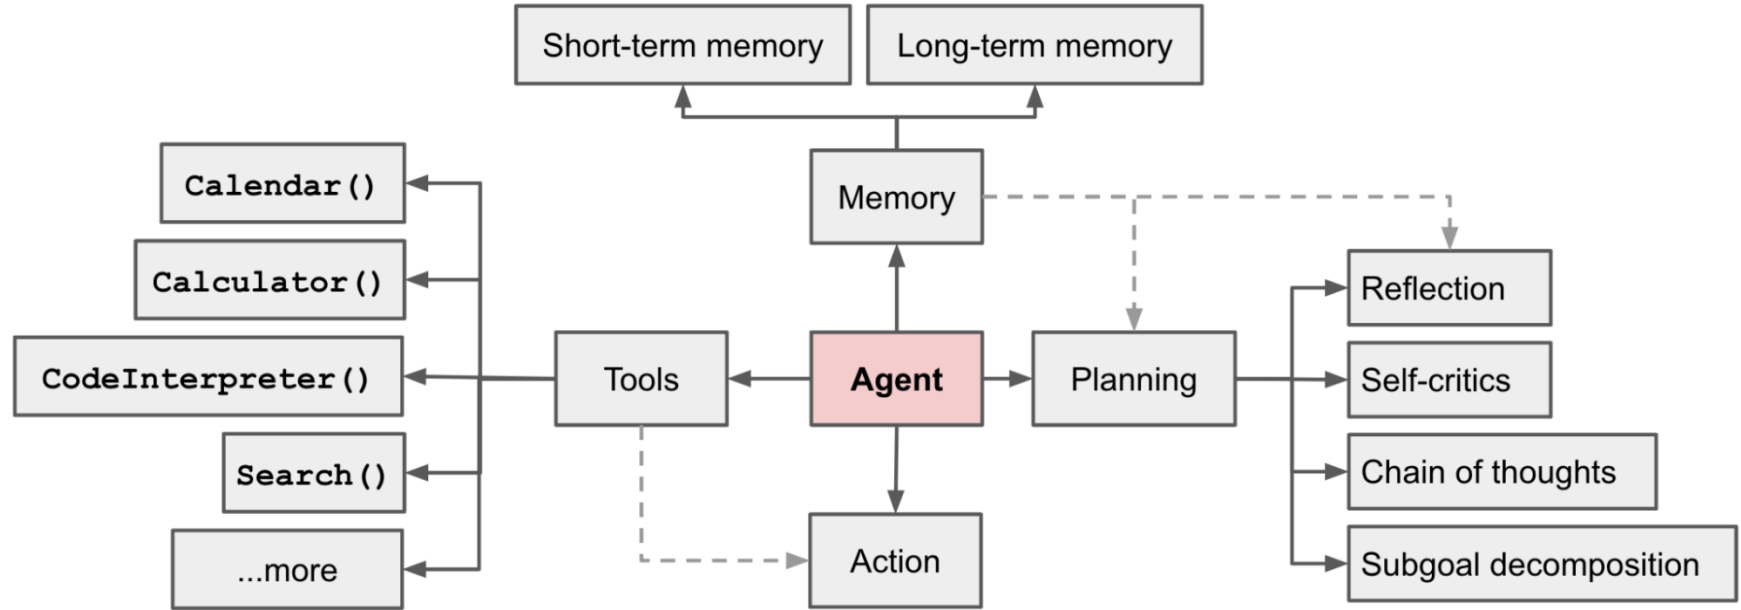 Short-term memory
Long-term memory
Calendar()
Memory
Calculator()
Reflection
CodeInterpreter()
Tools
Agent
Planning
Self-critics
Search()
Chain of thoughts
...more
Action
Subgoal decomposition